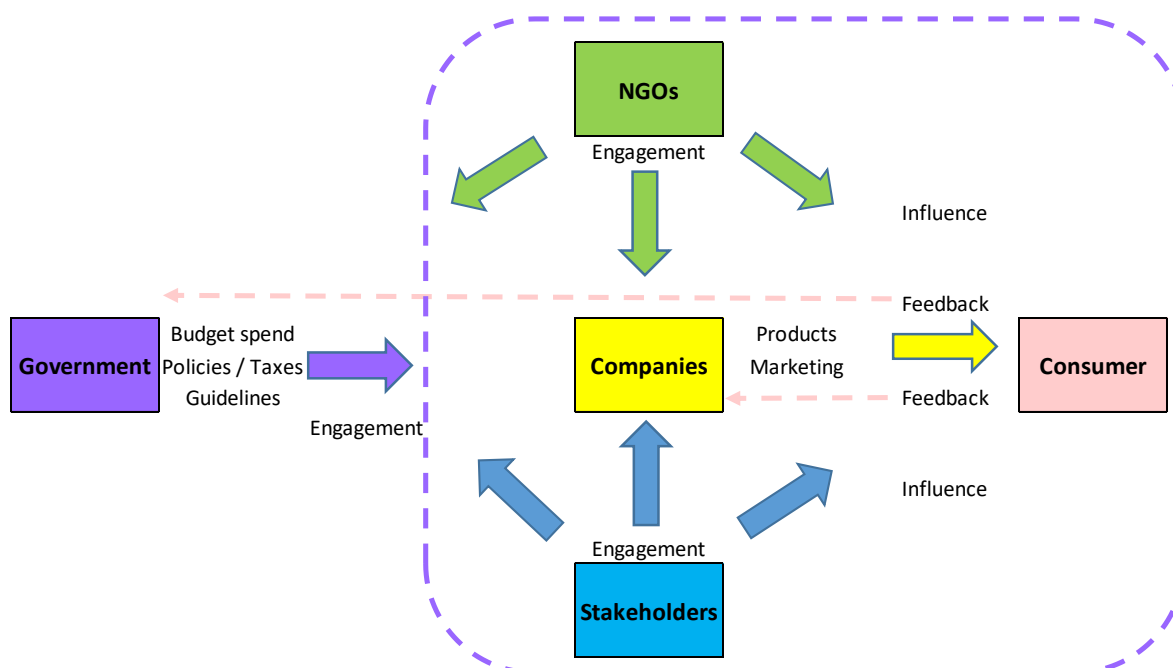 NGOs
Engagement
Influence
Feedback
Government
Budget spend
Policies / Taxes
Guidelines
Engagement
Companies
Products
Marketing
Consumer
Feedback
Influence
Engagement
Stakeholders